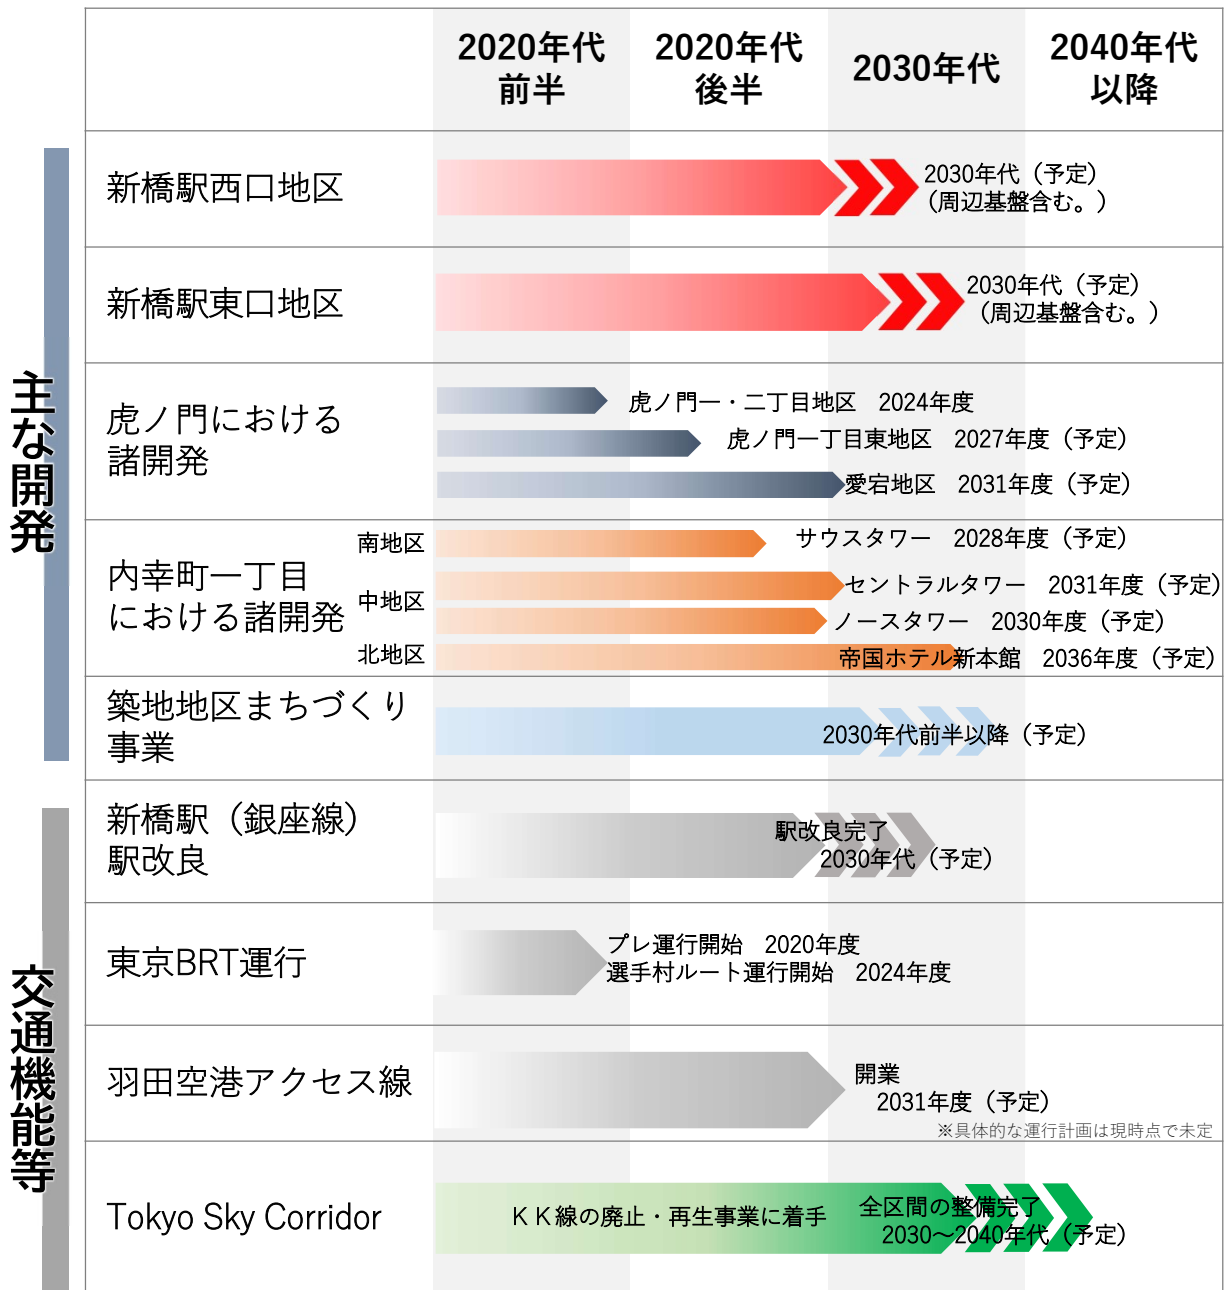 2020年代
前半
2020年代
後半
2030年代
2040年代
以降
主な開発
新橋駅西口地区
2030年代（予定）
（周辺基盤含む。）
新橋駅東口地区
2030年代（予定）
（周辺基盤含む。）
虎ノ門における
諸開発
虎ノ門一・二丁目地区　2024年度
虎ノ門一丁目東地区　2027年度（予定）
愛宕地区　2031年度（予定）
内幸町一丁目
における諸開発
南地区
サウスタワー　2028年度（予定）
中地区
セントラルタワー　2031年度（予定）
ノースタワー　2030年度（予定）
北地区
帝国ホテル新本館　2036年度（予定）
築地地区まちづくり
事業
2030年代前半以降（予定）
交通機能等
新橋駅（銀座線）
駅改良
駅改良完了
2030年代（予定）
東京BRT運行
プレ運行開始　2020年度
選手村ルート運行開始　2024年度
羽田空港アクセス線
開業
2031年度（予定）
※具体的な運行計画は現時点で未定
Tokyo Sky Corridor
ＫＫ線の廃止・再生事業に着手
全区間の整備完了
2030～2040年代（予定）